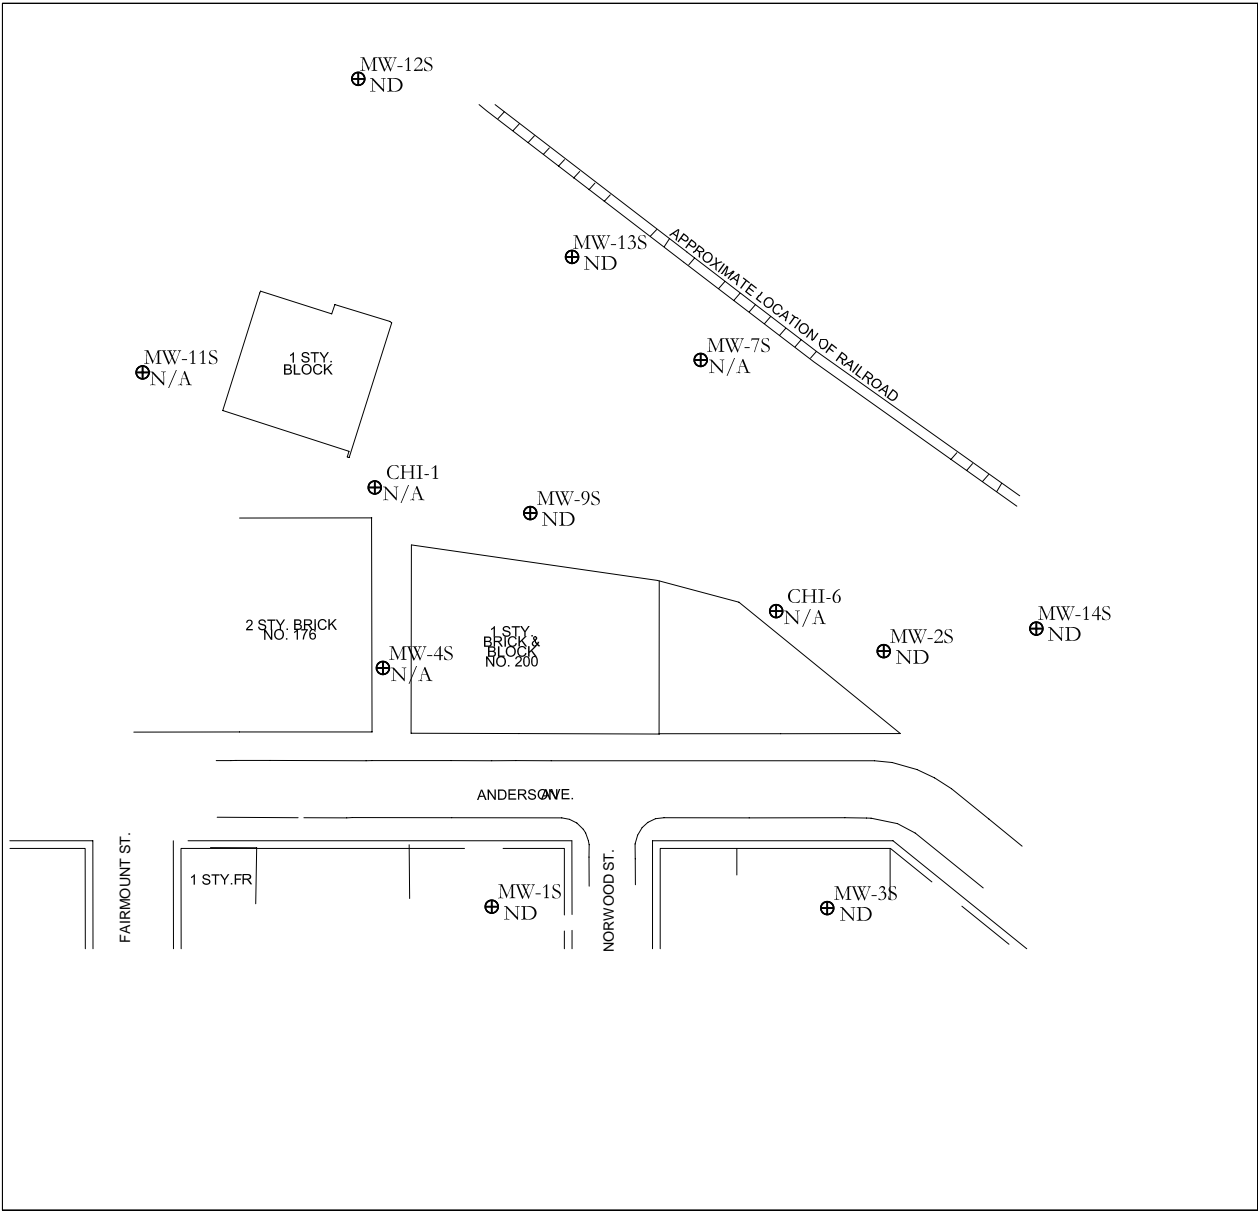 MW-12S
ND
MW-13S
ND
APPROXIMATE LOCATION OF RAILROAD
MW-7S
N/A
MW-11S
N/A
1 STY.
BLOCK
CHI-1
N/A
MW-9S
ND
CHI-6
N/A
MW-14S
ND
MW-2S
ND
2 STY. BRICK
NO. 176
1 STY.
BRICK &
BLOCK
NO. 200
MW-4S
N/A
ANDERSON AVE.
FAIRMOUNT ST.
1 STY.FR
MW-1S
ND
NORWOOD ST.
MW-3S
ND